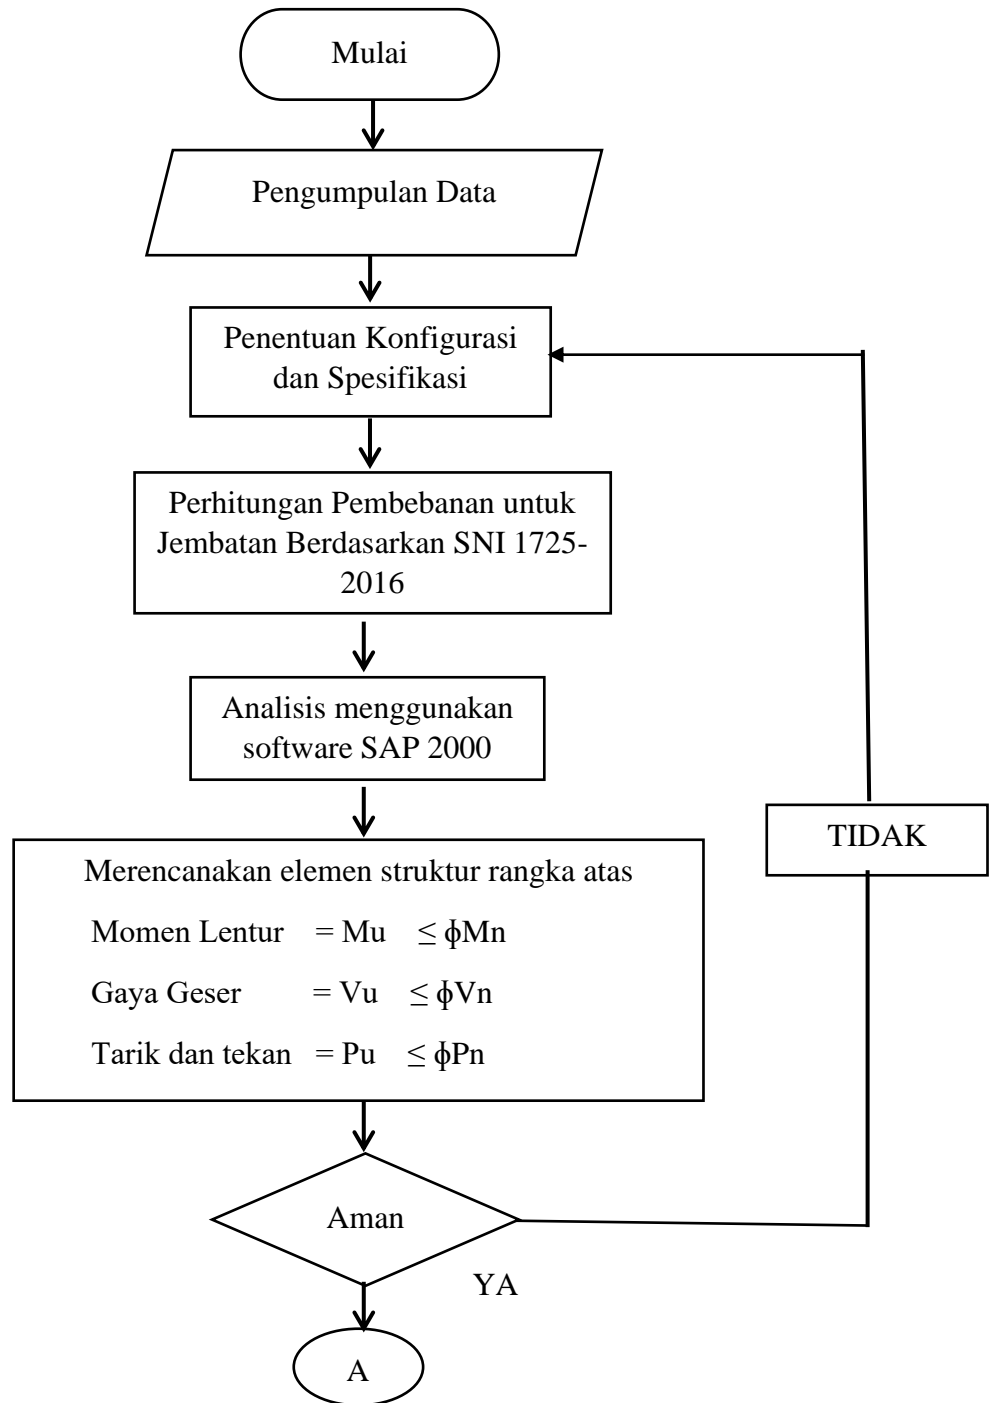 Mulai
Pengumpulan Data
Penentuan Konfigurasi
dan Spesifikasi
Perhitungan Pembebanan untuk
Jembatan Berdasarkan SNI 1725-
2016
Analisis menggunakan
software SAP 2000
TIDAK
Merencanakan elemen struktur rangka atas
Momen Lentur = Mu ≤ ϕMn
Gaya Geser = Vu ≤ ϕVn
Tarik dan tekan = Pu ≤ ϕPn
Aman
YA
A